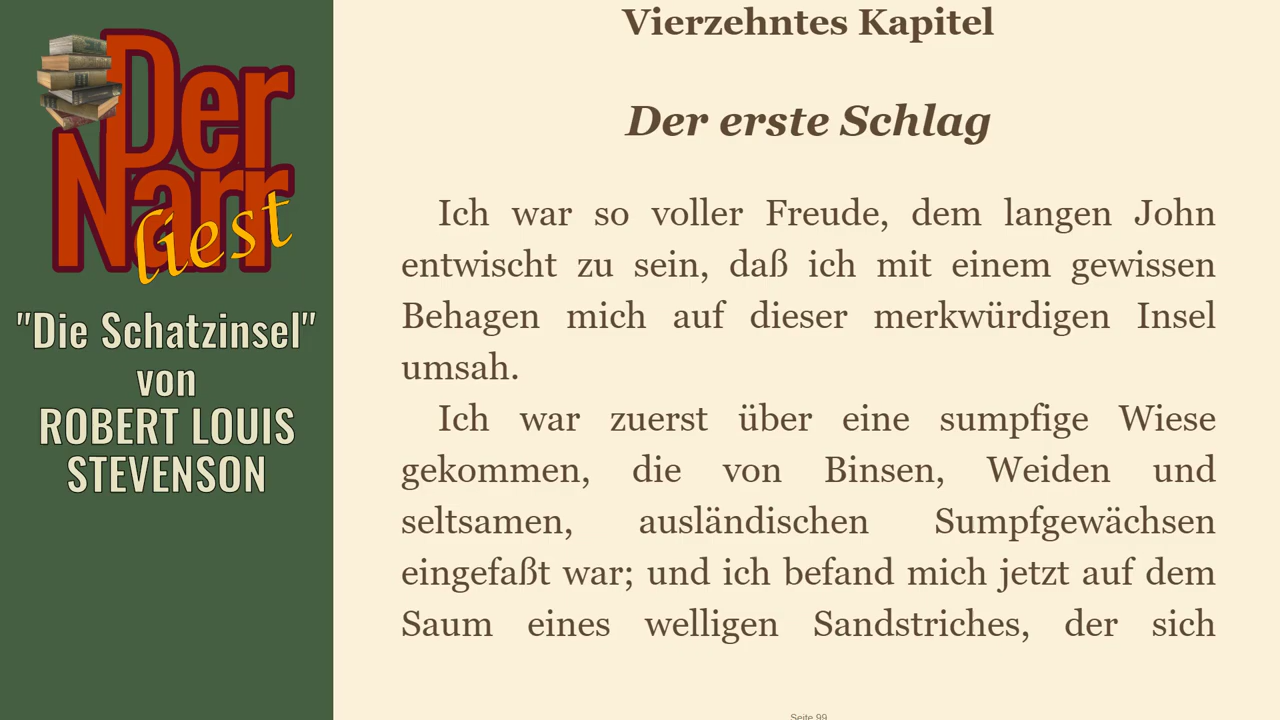 Der
Narr
liest
"Die Schatzinsel"
von
ROBERT LOUIS
STEVENSON
Vierzehntes Kapitel
Der erste Schlag
Ich war so voller Freude, dem langen John
entwischt zu sein, daß ich mit einem gewissen
Behagen mich auf dieser merkwürdigen Insel
umsah.
Ich war zuerst über eine sumpfige Wiese
gekommen, die von Binsen, Weiden und
seltsamen, ausländischen Sumpfgewächsen
eingefaßt war; und ich befand mich jetzt auf dem
Saum eines welligen Sandstriches, der sich
Seite 99